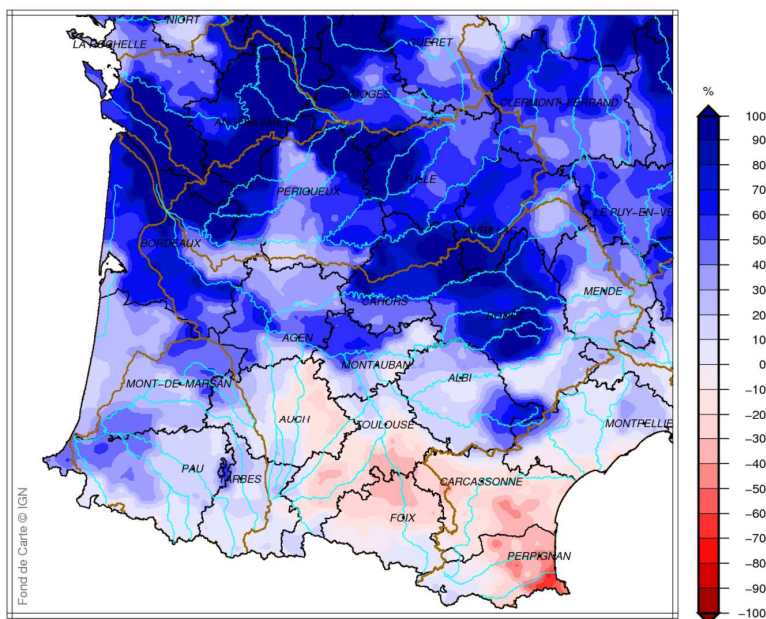 NIORT
LA ROCHELLE
GUERET
LIMOGES
CLERMONT-FERRAND
ANGOULEME
PERIGUEUX
TULLE
LE PUY-EN-VE
AURILLAC
BORDEAUX
MENDE
CAHORS
RODEZ
AGEN
MONTAUBAN
ALBI
MONT-DE-MARSAN
AUCH
TOULOUSE
MONTPELLIE
PAU
TARBES
CARCASSONNE
FOIX
PERPIGNAN
Fond de Carte © IGN
%
100
90
80
70
60
50
40
30
20
10
0
-10
-20
-30
-40
-50
-60
-70
-80
-90
-100